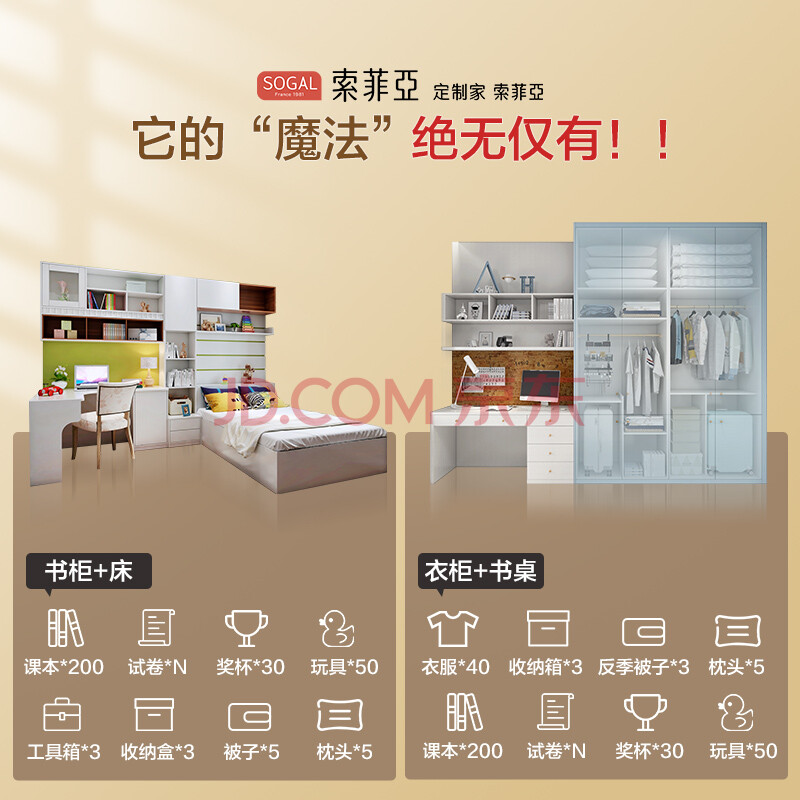 SOGAL
France 1981
索菲亞 定制家 索菲亞
它的“魔法”绝无仅有！！
JD.COM 京东
书柜+床
课本*200 试卷*N 奖杯*30 玩具*50
工具箱*3 收纳盒*3 被子*5 枕头*5
衣柜+书桌
衣服*40 收纳箱*3 反季被子*3 枕头*5
课本*200 试卷*N 奖杯*30 玩具*50